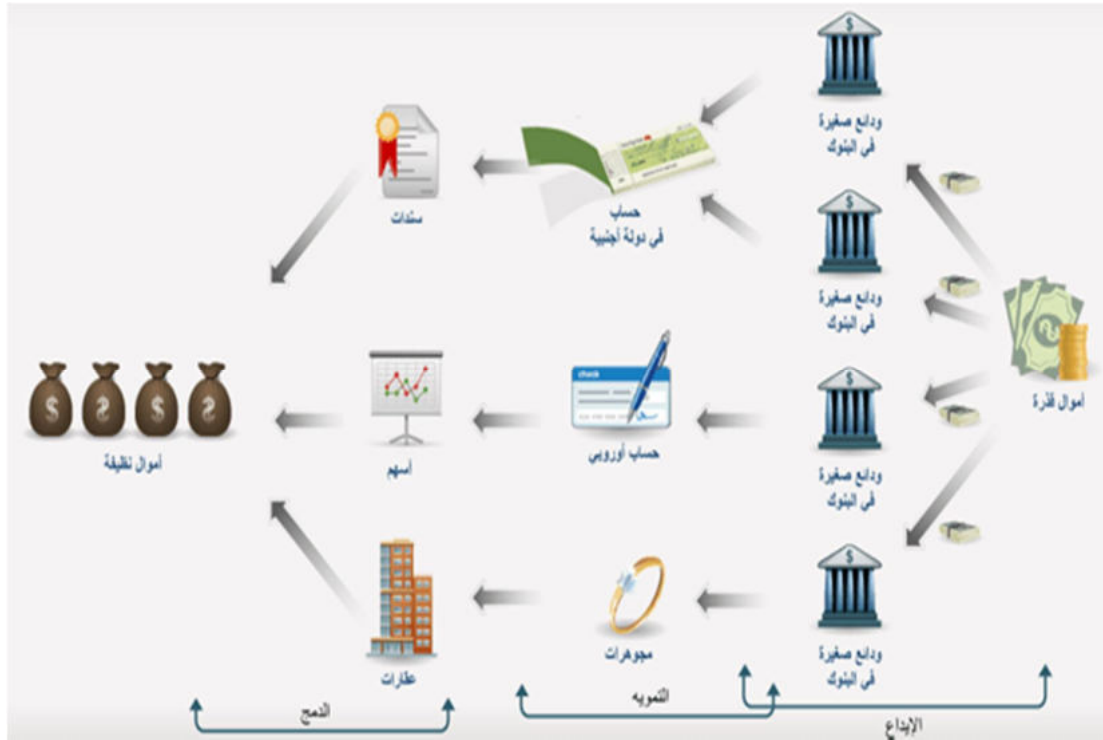 ودائع صغيرة
في البنوك
سندات
حساب
في دولة أجنبية
ودائع صغيرة
في البنوك
أموال قذرة
check
حساب أوروبي
أسهم
أموال نظيفة
ودائع صغيرة
في البنوك
مجوهرات
عقارات
ودائع صغيرة
في البنوك
الإيداع
التمويه
الدمج